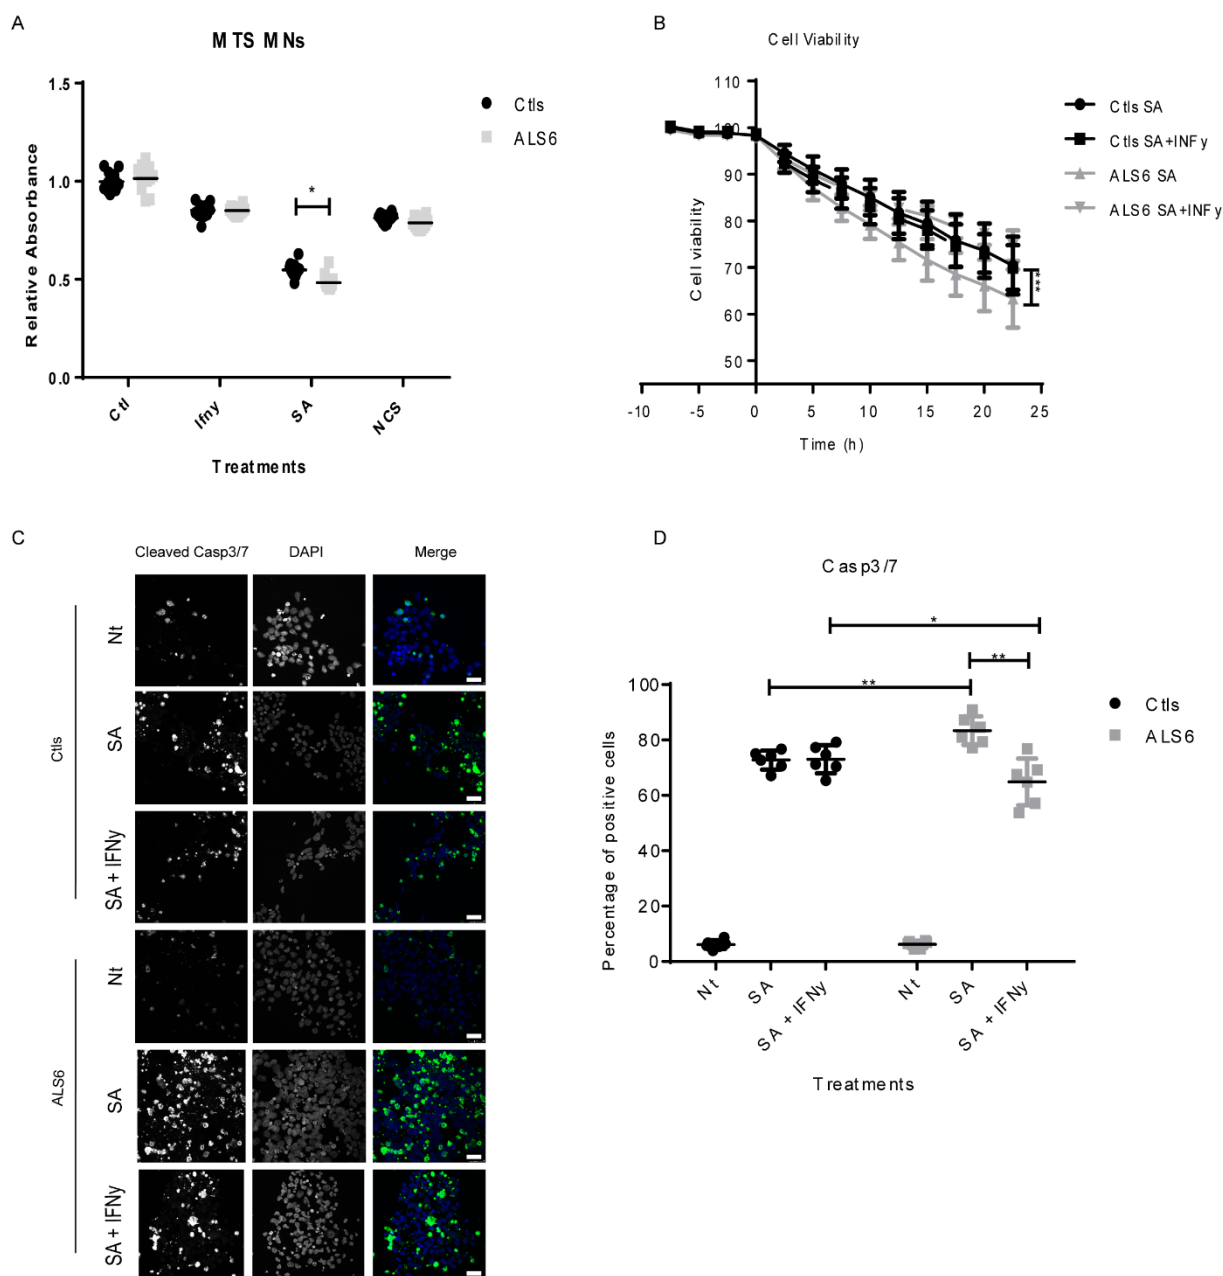 A
MTS MNs
1.5
1.0
0.5
0.0
Relative Absorbance
Ctl
Ifny
SA
NCS
Treatments
*
Ctls
ALS6
B
Cell Viability
110
100
90
80
70
60
50
Cell viability
-10 -5 0 5 10 15 20 25
Time (h)
***
Ctls SA
Ctls SA+INFy
ALS6 SA
ALS6 SA+INFy
C
Cleaved Casp3/7 DAPI Merge
Ctls
Nt
SA
SA + IFNy
ALS6
Nt
SA
SA + IFNy
D
Casp3/7
*
**
**
100
80
60
40
20
0
Percentage of positive cells
Nt
SA
SA + IFNy
Nt
SA
SA + IFNy
Treatments
Ctls
ALS6